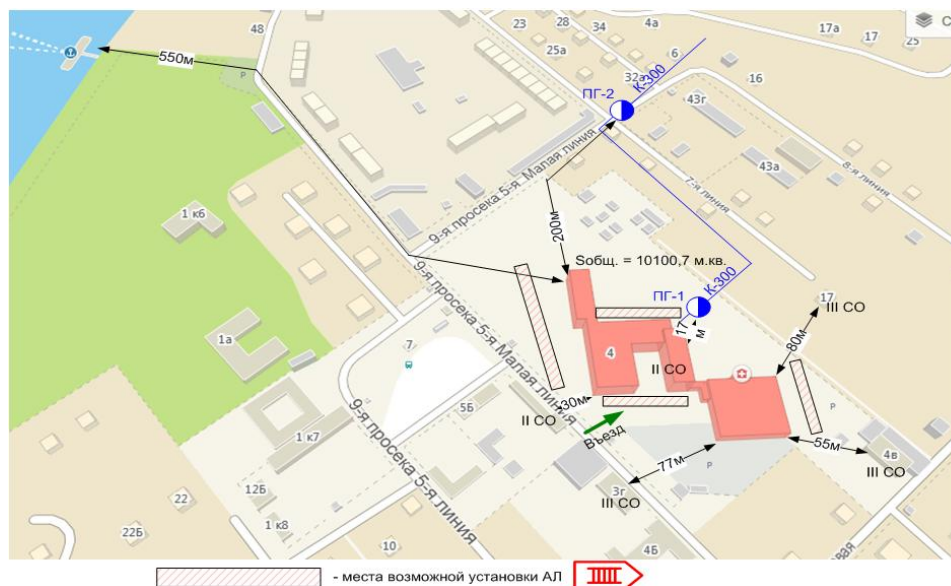 48
23
28
34
4а
17а
17
25
С
25а
6
550м
Р
32а
16
ПГ-2
К-300
43г
43а
8-я линия
7-я линия
9-я просека 5-я Малая линия
1 к6
200м
Sобщ. = 10100,7 м.кв.
К-300
ПГ-1
17
III СО
17
м
80м
1а
7
4
II СО
9-я просека 5-я Малая линия
30м
5Б
II СО
Въезд
Р
1 к7
9-я просека 5-я линия
77м
Р
55м
4в
III СО
12Б
3г
III СО
22
22Б
1 к8
10
4Б
овая
- места возможной установки АЛ